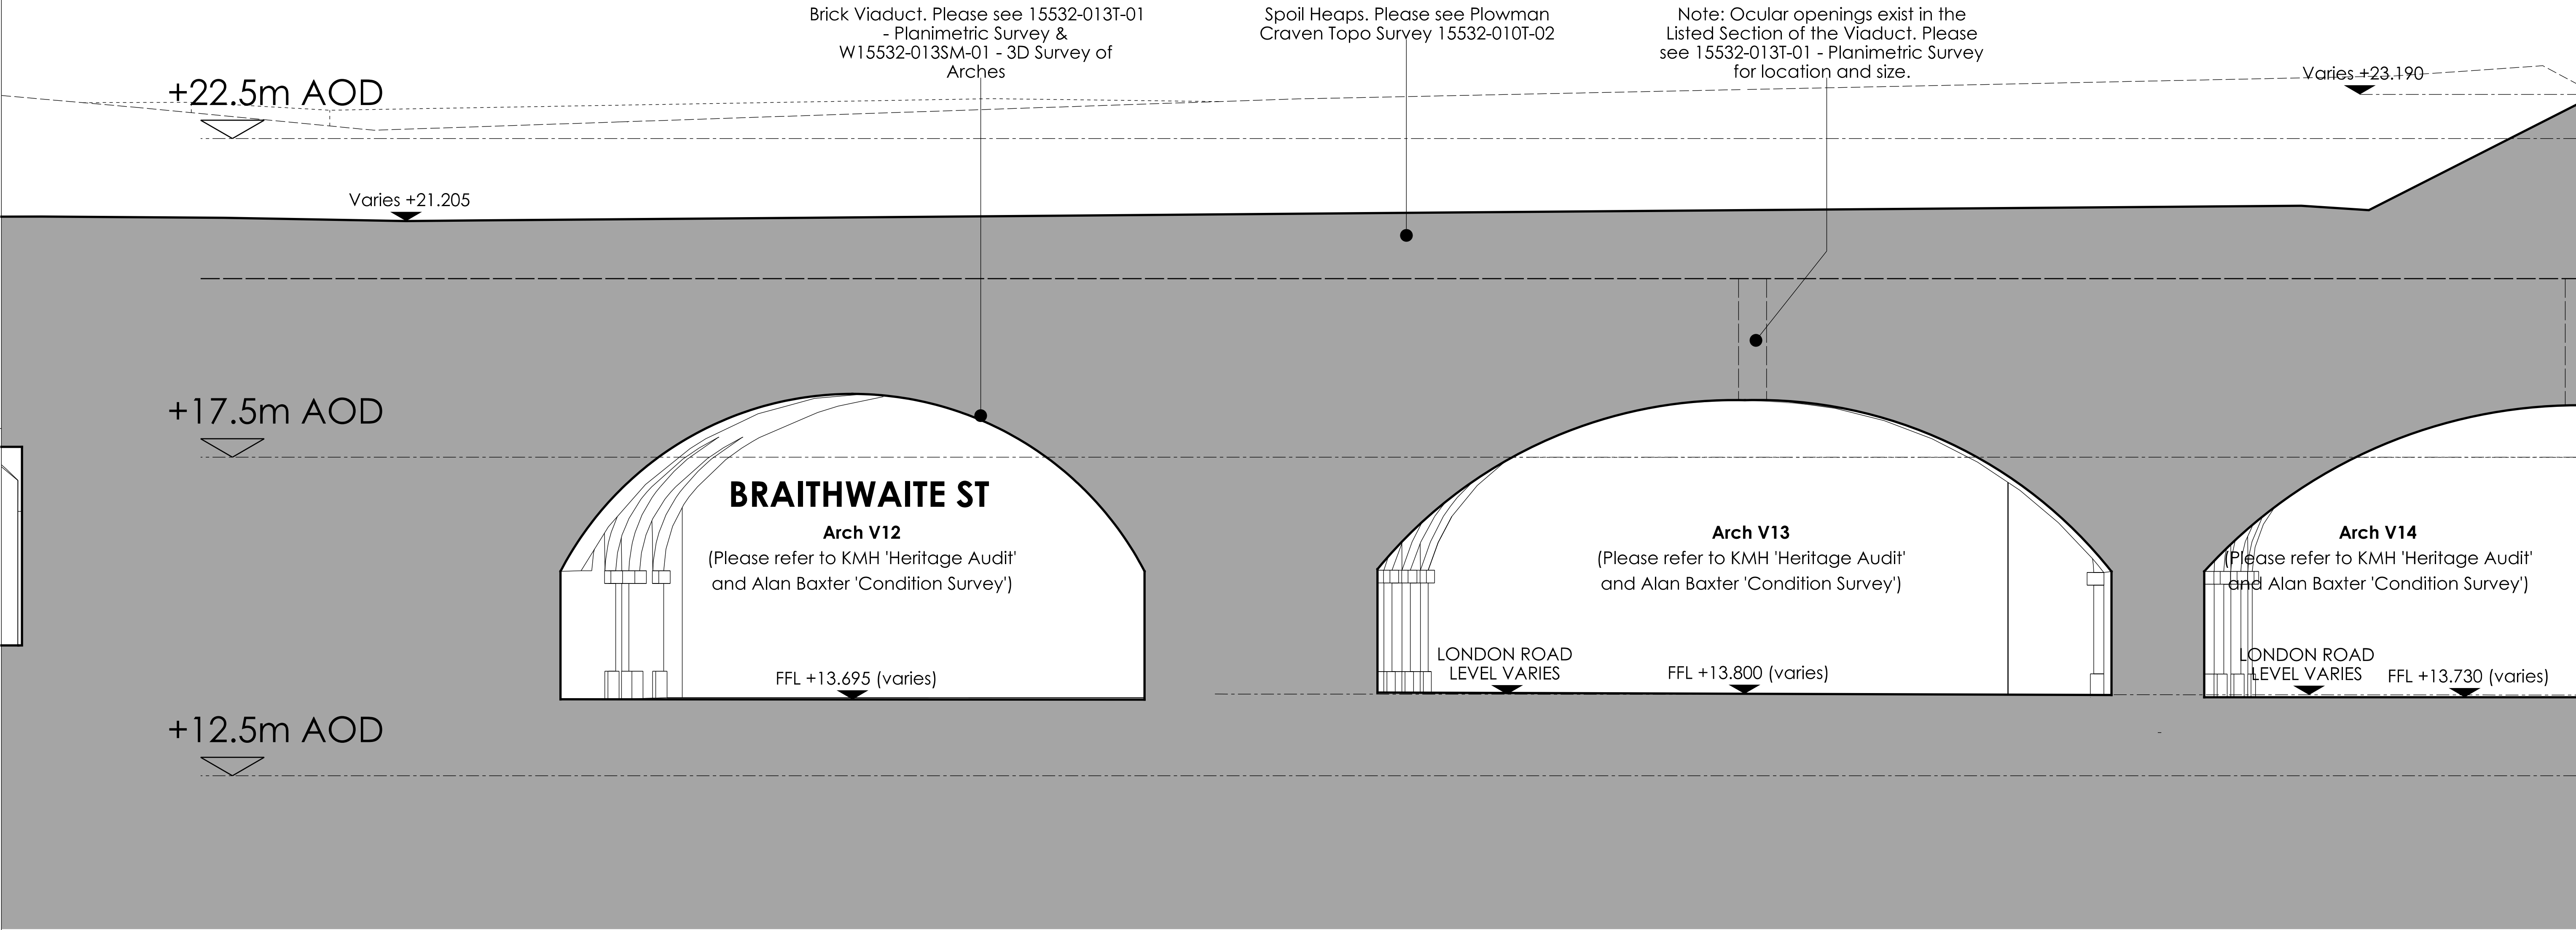 Brick Viaduct. Please see 15532-013T-01
- Planimetric Survey &
W15532-013SM-01 - 3D Survey of
Arches
Spoil Heaps. Please see Plowman
Craven Topo Survey 15532-010T-02
Note: Ocular openings exist in the
Listed Section of the Viaduct. Please
see 15532-013T-01 - Planimetric Survey
for location and size.
Varies +23.190
+22.5m AOD
Varies +21.205
+17.5m AOD
BRAITHWAITE ST
Arch V12
(Please refer to KMH 'Heritage Audit'
and Alan Baxter 'Condition Survey')
FFL +13.695 (varies)
Arch V13
(Please refer to KMH 'Heritage Audit'
and Alan Baxter 'Condition Survey')
LONDON ROAD
LEVEL VARIES
FFL +13.800 (varies)
Arch V14
(Please refer to KMH 'Heritage Audit'
and Alan Baxter 'Condition Survey')
LONDON ROAD
LEVEL VARIES
FFL +13.730 (varies)
+12.5m AOD